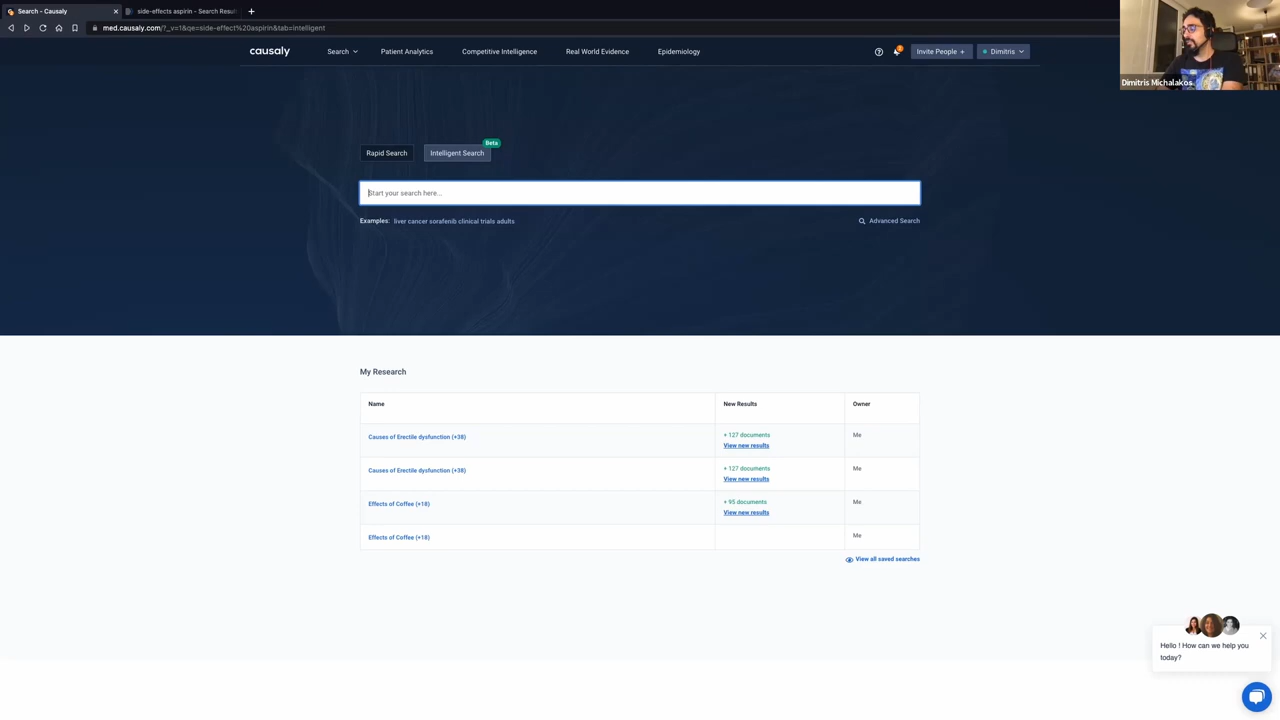 Search - Causaly
side-effects aspirin - Search Resul
med.causaly.com/?_v=1&qe=side-effect%20aspirin&tab=intelligent
causaly
Search
Patient Analytics
Competitive Intelligence
Real World Evidence
Epidemiology
Invite People +
Dimitris
Dimitris Michalakos
Beta
Rapid Search
Intelligent Search
Start your search here...
Examples: liver cancer sorafenib clinical trials adults
Advanced Search
My Research
Name
New Results
Owner
Causes of Erectile dysfunction (+38)
+ 127 documents
View new results
Me
Causes of Erectile dysfunction (+38)
+ 127 documents
View new results
Me
Effects of Coffee (+18)
+ 95 documents
View new results
Me
Effects of Coffee (+18)
Me
View all saved searches
Hello ! How can we help you
today?